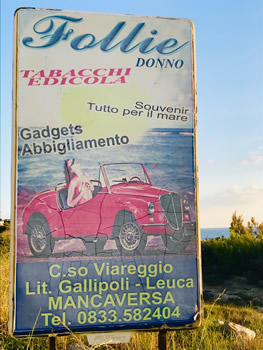 Follie
DONNO
TABACCHI
EDICOLA
Souvenir
Tutto per il mare
Gadgets
Abbigliamento
C.so Viareggio
Lit. Gallipoli - Leuca
MANCAVERSA
Tel. 0833.582404